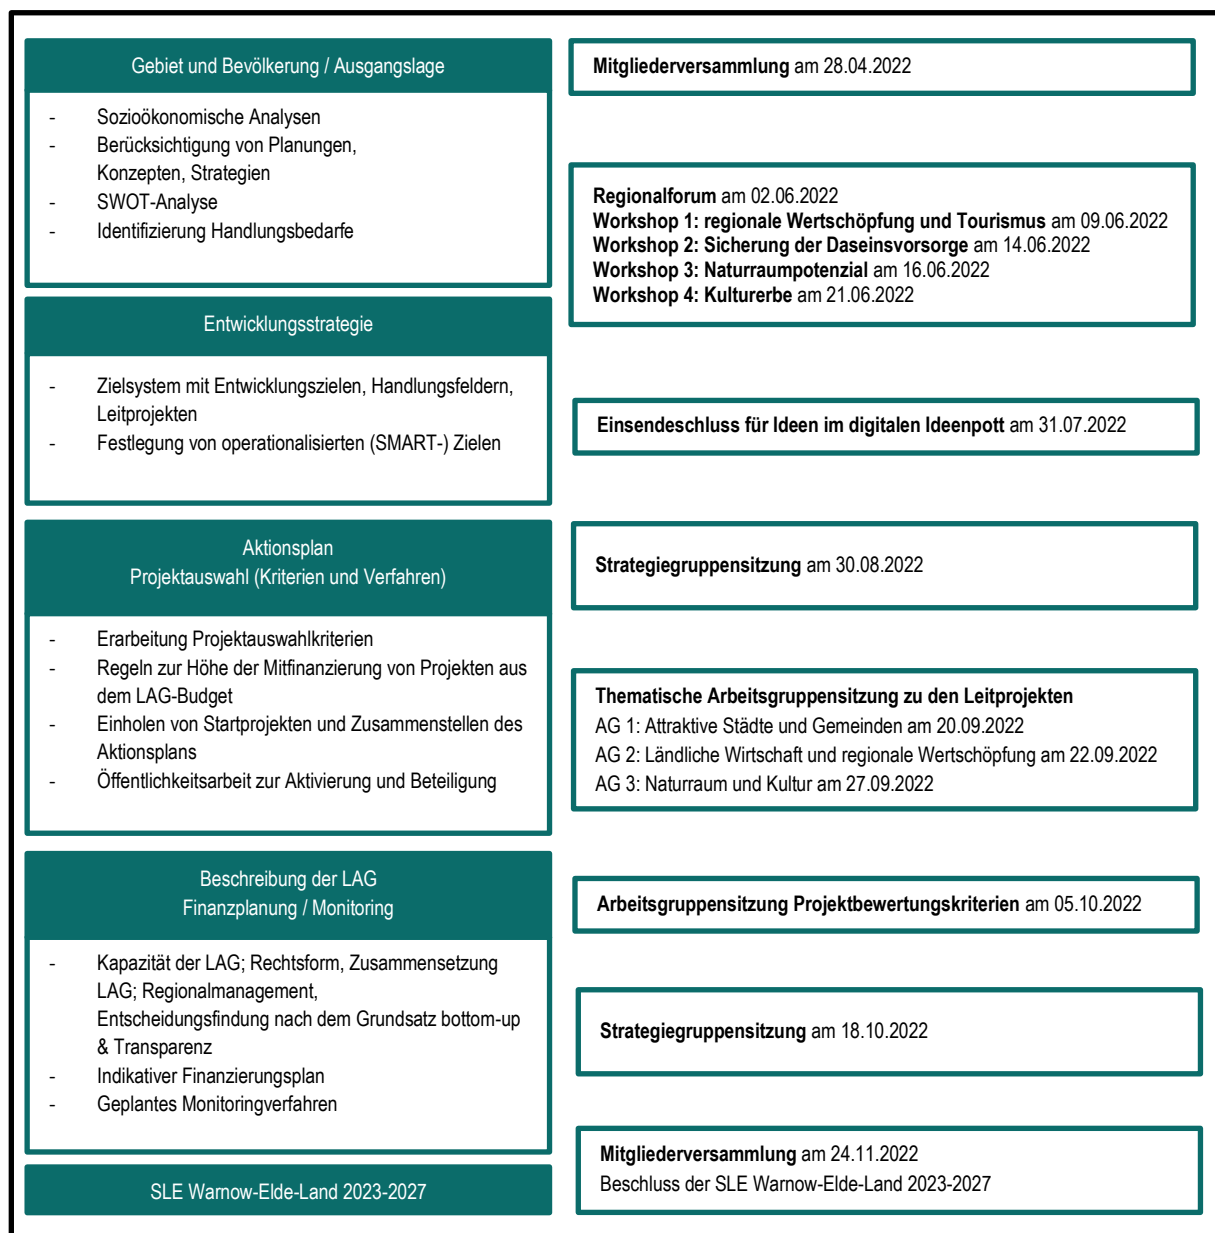 Gebiet und Bevölkerung / Ausgangslage
- Sozioökonomische Analysen
- Berücksichtigung von Planungen,
Konzepten, Strategien
- SWOT-Analyse
- Identifizierung Handlungsbedarfe
Entwicklungsstrategie
- Zielsystem mit Entwicklungszielen, Handlungsfeldern,
Leitprojekten
- Festlegung von operationalisierten (SMART-) Zielen
Aktionsplan
Projektauswahl (Kriterien und Verfahren)
- Erarbeitung Projektauswahlkriterien
- Regeln zur Höhe der Mitfinanzierung von Projekten aus
dem LAG-Budget
- Einholen von Startprojekten und Zusammenstellen des
Aktionsplans
- Öffentlichkeitsarbeit zur Aktivierung und Beteiligung
Beschreibung der LAG
Finanzplanung / Monitoring
- Kapazität der LAG; Rechtsform, Zusammensetzung
LAG; Regionalmanagement,
Entscheidungsfindung nach dem Grundsatz bottom-up
& Transparenz
- Indikativer Finanzierungsplan
- Geplantes Monitoringverfahren
SLE Warnow-Elde-Land 2023-2027
Mitgliederversammlung am 28.04.2022
Regionalforum am 02.06.2022
Workshop 1: regionale Wertschöpfung und Tourismus am 09.06.2022
Workshop 2: Sicherung der Daseinsvorsorge am 14.06.2022
Workshop 3: Naturraumpotenzial am 16.06.2022
Workshop 4: Kulturerbe am 21.06.2022
Einsendeschluss für Ideen im digitalen Ideenpott am 31.07.2022
Strategiegruppensitzung am 30.08.2022
Thematische Arbeitsgruppensitzung zu den Leitprojekten
AG 1: Attraktive Städte und Gemeinden am 20.09.2022
AG 2: Ländliche Wirtschaft und regionale Wertschöpfung am 22.09.2022
AG 3: Naturraum und Kultur am 27.09.2022
Arbeitsgruppensitzung Projektbewertungskriterien am 05.10.2022
Strategiegruppensitzung am 18.10.2022
Mitgliederversammlung am 24.11.2022
Beschluss der SLE Warnow-Elde-Land 2023-2027